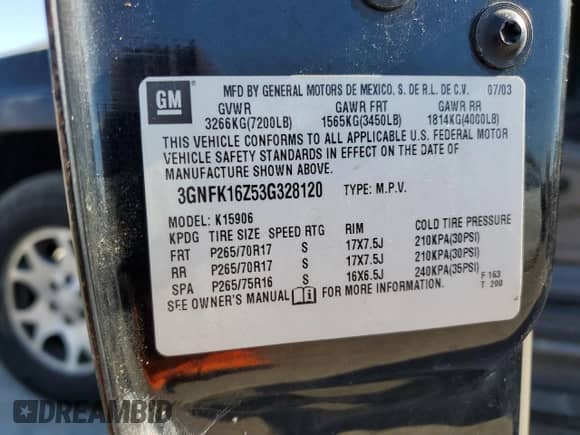 GM
MFD BY GENERAL MOTORS DE MEXICO, S. DE R.L. DE C.V. 07/03
GVWR GAWR FRT GAWR RR
3266KG(7200LB) 1565KG(3450LB) 1814KG(4000LB)
THIS VEHICLE CONFORMS TO ALL APPLICABLE U.S. FEDERAL MOTOR
VEHICLE SAFETY STANDARDS IN EFFECT ON THE DATE OF
MANUFACTURE SHOWN ABOVE.
3GNFK16Z53G328120 TYPE: M.P.V.
MODEL: K15906
KPDG TIRE SIZE SPEED RTG RIM COLD TIRE PRESSURE
FRT P265/70R17 S 17X7.5J 210KPA(30PSI)
RR P265/70R17 S 17X7.5J 210KPA(30PSI)
SPA P265/75R16 S 16X6.5J 240KPA(35PSI) F 163
SEE OWNER'S MANUAL FOR MORE INFORMATION. T 200
DREAMBID